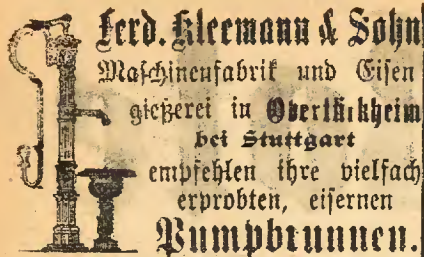 Ferd. Kleemann & Sohn
Maschinenfabrik und Eisen
gießerei in Obertürkheim
bei Stuttgart
empfehlen ihre vielfach
erprobten, eisernen
Pumpbrunnen.